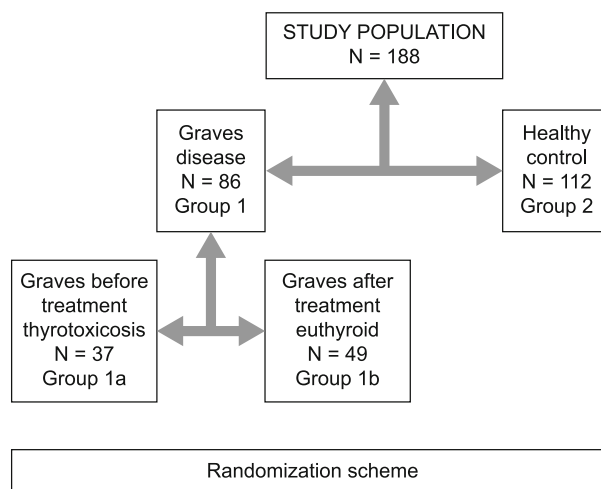 STUDY POPULATION
N = 188
Graves
disease
N = 86
Group 1
Healthy
control
N = 112
Group 2
Graves before
treatment
thyrotoxicosis
N = 37
Group 1a
Graves after
treatment
euthyroid
N = 49
Group 1b
Randomization scheme